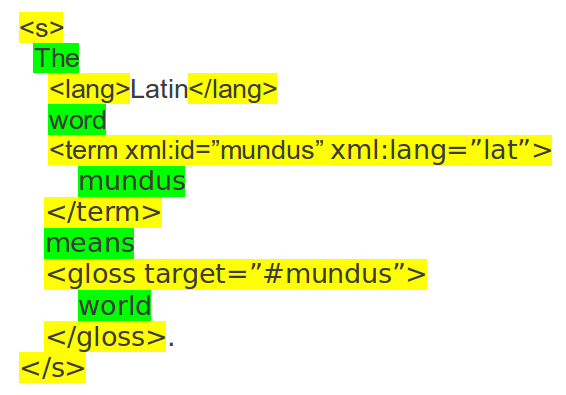 <s>
The
<lang>Latin</lang>
word
<term xml:id=”mundus” xml:lang=”lat”>
mundus
</term>
means
<gloss target=”#mundus”>
world
</gloss>.
</s>